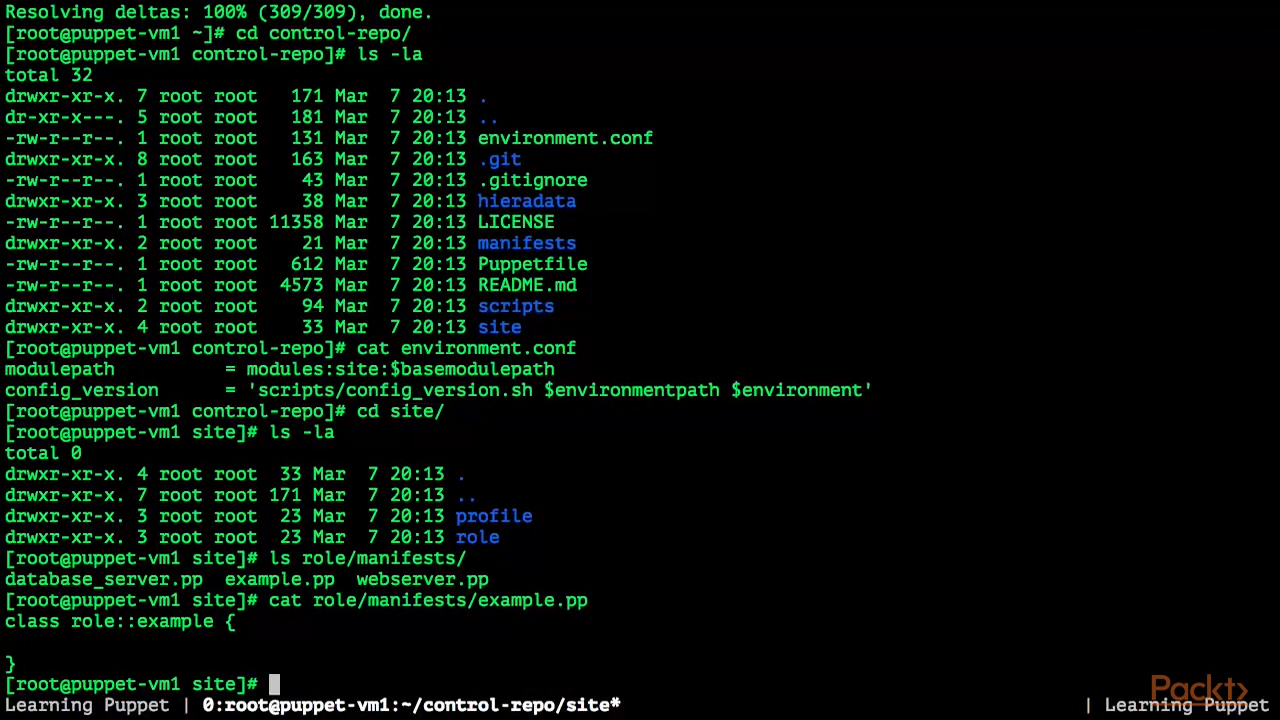 Resolving deltas: 100% (309/309), done.
[root@puppet-vm1 ~]# cd control-repo/
[root@puppet-vm1 control-repo]# ls -la
total 32
drwxr-xr-x. 7 root root   171 Mar  7 20:13 .
dr-xr-x---. 5 root root   181 Mar  7 20:13 ..
-rw-r--r--. 1 root root   131 Mar  7 20:13 environment.conf
drwxr-xr-x. 8 root root   163 Mar  7 20:13 .git
-rw-r--r--. 1 root root    43 Mar  7 20:13 .gitignore
drwxr-xr-x. 3 root root    38 Mar  7 20:13 hieradata
-rw-r--r--. 1 root root 11358 Mar  7 20:13 LICENSE
drwxr-xr-x. 2 root root    21 Mar  7 20:13 manifests
-rw-r--r--. 1 root root   612 Mar  7 20:13 Puppetfile
-rw-r--r--. 1 root root  4573 Mar  7 20:13 README.md
drwxr-xr-x. 2 root root    94 Mar  7 20:13 scripts
drwxr-xr-x. 4 root root    33 Mar  7 20:13 site
[root@puppet-vm1 control-repo]# cat environment.conf
modulepath          = modules:site:$basemodulepath
config_version      = 'scripts/config_version.sh $environmentpath $environment'
[root@puppet-vm1 control-repo]# cd site/
[root@puppet-vm1 site]# ls -la
total 0
drwxr-xr-x. 4 root root  33 Mar  7 20:13 .
drwxr-xr-x. 7 root root 171 Mar  7 20:13 ..
drwxr-xr-x. 3 root root  23 Mar  7 20:13 profile
drwxr-xr-x. 3 root root  23 Mar  7 20:13 role
[root@puppet-vm1 site]# ls role/manifests/
database_server.pp  example.pp  webserver.pp
[root@puppet-vm1 site]# cat role/manifests/example.pp
class role::example {
}
[root@puppet-vm1 site]#
Packt>
Learning Puppet | 0:root@puppet-vm1:~/control-repo/site* | Learning Puppet